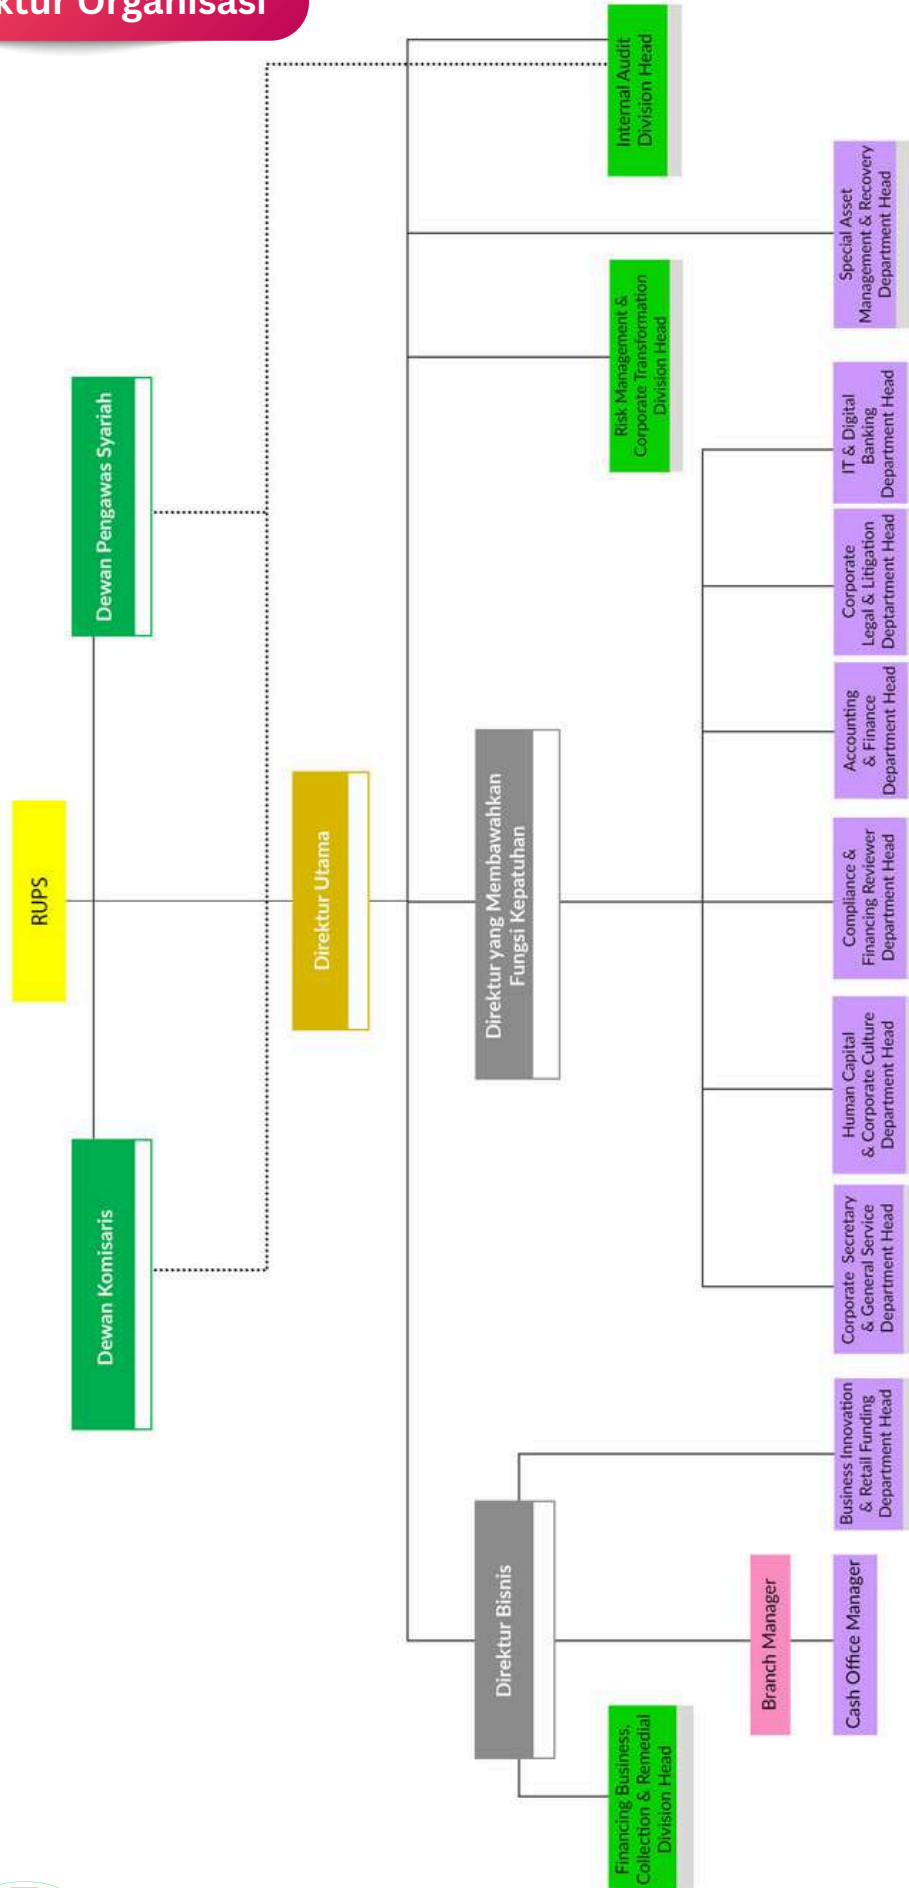 ktur Organisasi
RUPS
Dewan Komisaris
Dewan Pengawas Syariah
Direktur Utama
Direktur Bisnis
Direktur yang Membawahkan
Fungsi Kepatuhan
Financing Business,
Collection & Remedial
Division Head
Risk Management &
Corporate Transformation
Division Head
Internal Audit
Division Head
Branch Manager
Cash Office Manager
Business Innovation
& Retail Funding
Department Head
Corporate Secretary
& General Service
Department Head
Human Capital
& Corporate Culture
Department Head
Compliance &
Financing Reviewer
Department Head
Accounting
& Finance
Department Head
Corporate
Legal & Litigation
Deptartment Head
IT & Digital
Banking
Department Head
Special Asset
Management & Recovery
Department Head